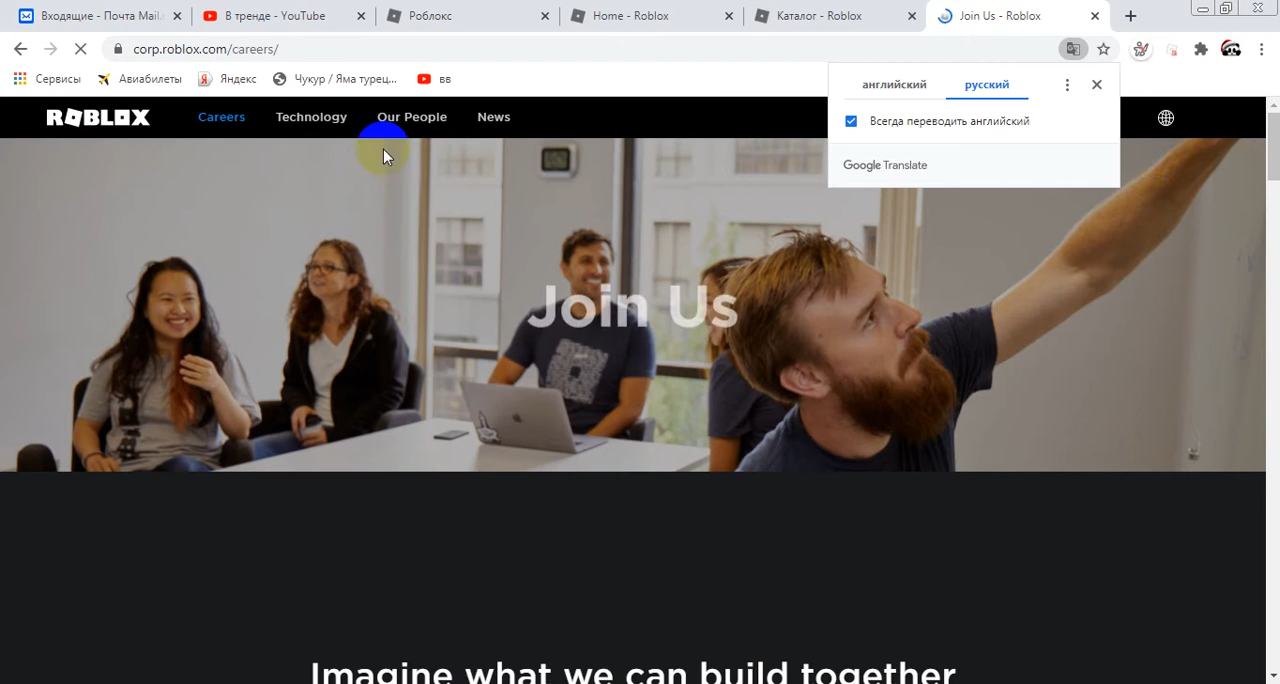 Входящие - Почта Mail.
В тренде - YouTube
Роблокс
Home - Roblox
Каталог - Roblox
Join Us - Roblox
corp.roblox.com/careers/
Сервисы
Авиабилеты
Яндекс
Чукур / Яма турец...
вв
английский
русский
Всегда переводить английский
Google Translate
ROBLOX
Careers
Technology
Our People
News
Join Us
Imagine what we can build together